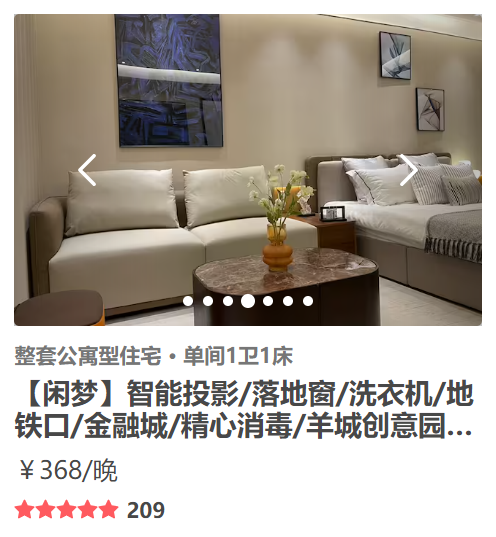 整套公寓型住宅・单间1卫1床
【闲梦】智能投影/落地窗/洗衣机/地
铁口/金融城/精心消毒/羊城创意园...
￥368/晚
209